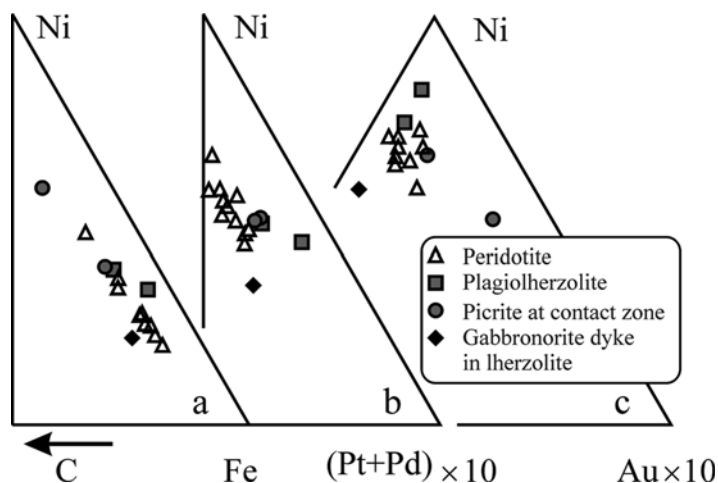 Ni
Ni
Ni
Peridotite
Plagiolherzolite
Picrite at contact zone
Gabbronorite dyke
in lherzolite
a
b
c
C
Fe
(Pt+Pd) ×10
Au×10